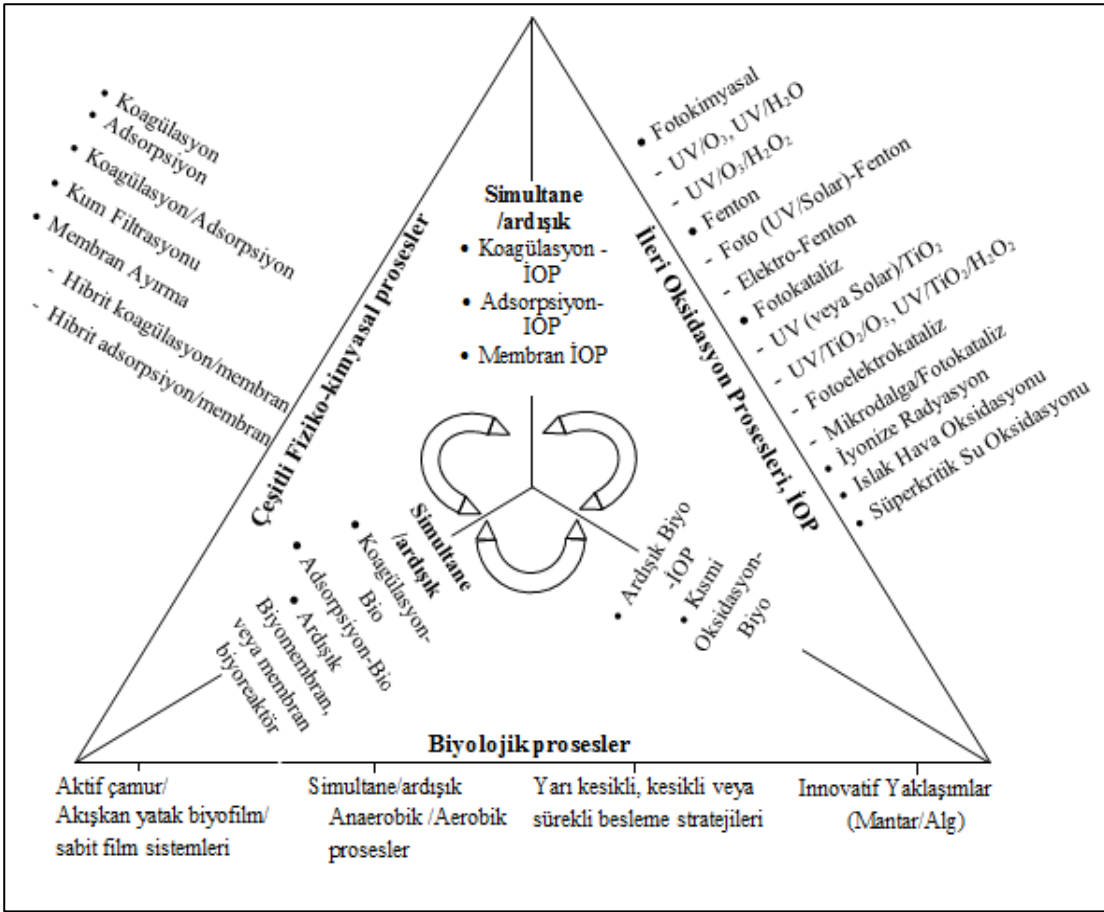 • Koagülasyon
• Adsorpsiyon
• Koagülasyon/Adsorpsiyon
• Kum Filtrasyonu
• Membran Ayırma
- Hibrit koagülasyon/membran
- Hibrit adsorpsiyon/membran
Çeşitli Fiziko-kimyasal prosesler
Simultane
/ardışık
• Koagülasyon -
İOP
• Adsorpsiyon-
IOP
• Membran İOP
İleri Oksidasyon Prosesleri, İOP
• Fotokimyasal
- UV/O₃, UV/H₂O
- UV/O₃/H₂O₂
• Fenton
- Foto (UV/Solar)-Fenton
- Elektro-Fenton
• Fotokataliz
- UV (veya Solar)/TiO₂
- UV/TiO₂/O₃, UV/TiO₂/H₂O₂
- Fotoelektrokataliz
- Mikrodalga/Fotokataliz
• İyonize Radyasyon
• Islak Hava Oksidasyonu
• Süperkritik Su Oksidasyonu
Simultane
/ardışık
• Koagülasyon-
Bio
• Adsorpsiyon-Bio
• Ardışık
Biyomembran,
veya membran
biyoreaktör
• Ardışık Biyo
-İOP
• Kısmi
Oksidasyon-
Biyo
Biyolojik prosesler
Aktif çamur/
Akışkan yatak biyofilm/
sabit film sistemleri
Simultane/ardışık
Anaerobik /Aerobik
prosesler
Yarı kesikli, kesikli veya
sürekli besleme stratejileri
Innovatif Yaklaşımlar
(Mantar/Alg)